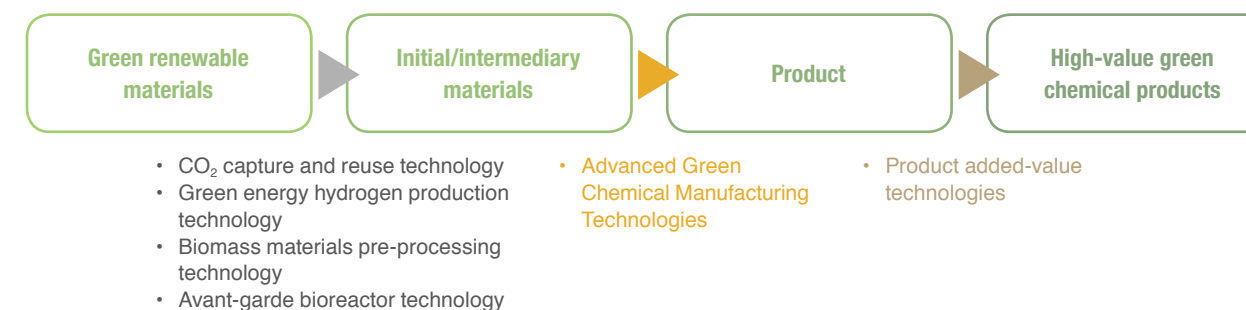 Green renewable
materials
Initial/intermediary
materials
Product
High-value green
chemical products
• CO₂ capture and reuse technology
• Green energy hydrogen production
technology
• Biomass materials pre-processing
technology
• Avant-garde bioreactor technology
• Advanced Green
Chemical Manufacturing
Technologies
• Product added-value
technologies